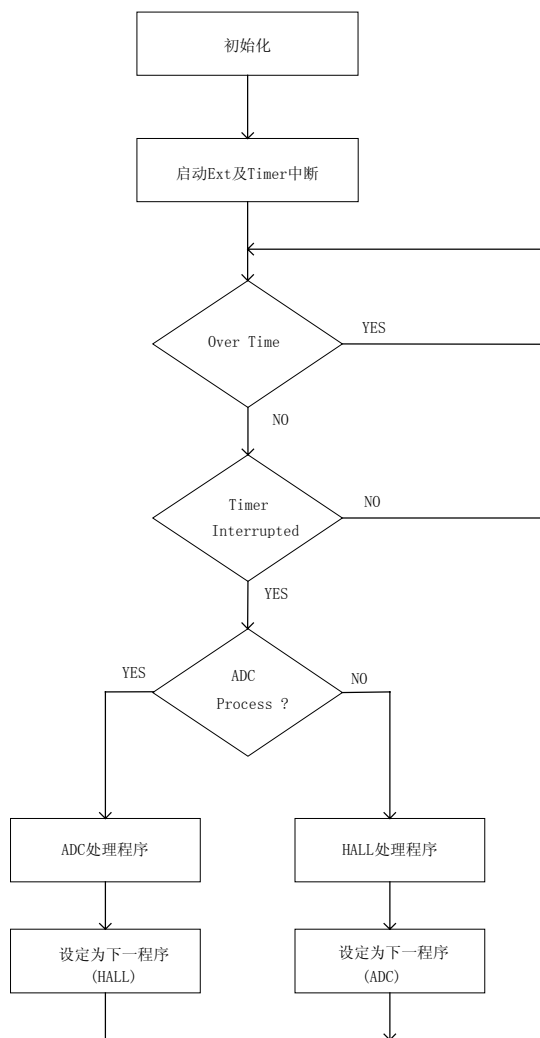 初始化
启动Ext及Timer中断
Over Time
YES
NO
Timer
Interrupted
NO
YES
ADC
Process ?
YES
NO
ADC处理程序
HALL处理程序
设定为下一程序
(HALL)
设定为下一程序
(ADC)